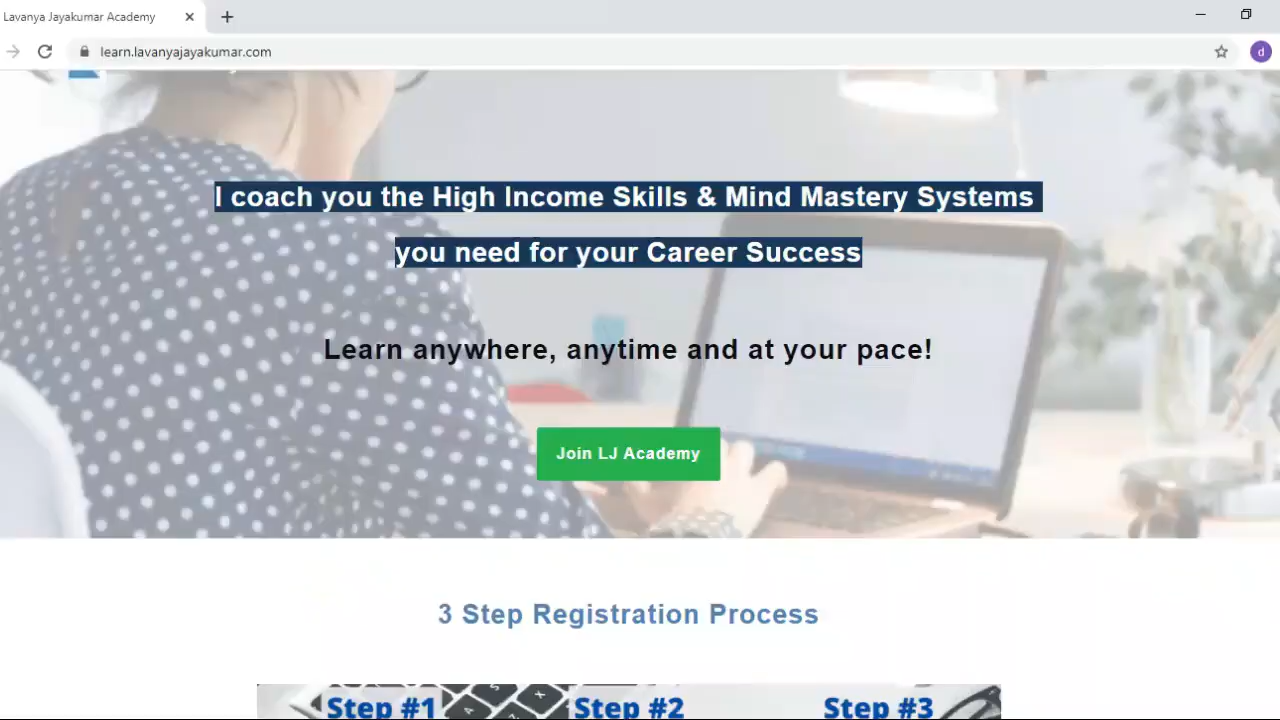 Lavanya Jayakumar Academy
learn.lavanyajayakumar.com
d
I coach you the High Income Skills & Mind Mastery Systems
you need for your Career Success
Learn anywhere, anytime and at your pace!
Join LJ Academy
3 Step Registration Process
Step #1 Step #2 Step #3